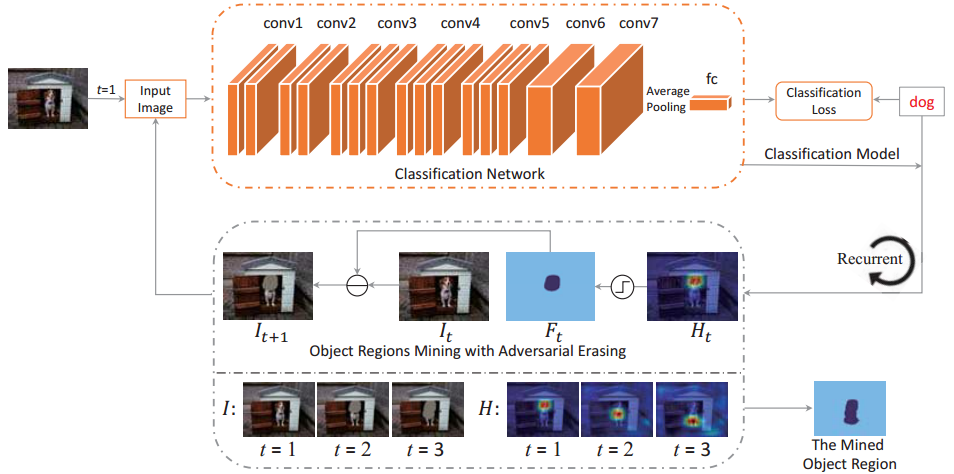 conv1 conv2 conv3 conv4 conv5 conv6 conv7
t=1
Input
Image
Average
Pooling
fc
Classification
Loss
dog
Classification Network
Classification Model
Recurrent
I_{t+1}
I_t
F_t
H_t
Object Regions Mining with Adversarial Erasing
I:
t = 1 t = 2 t = 3
H:
t = 1 t = 2 t = 3
The Mined
Object Region